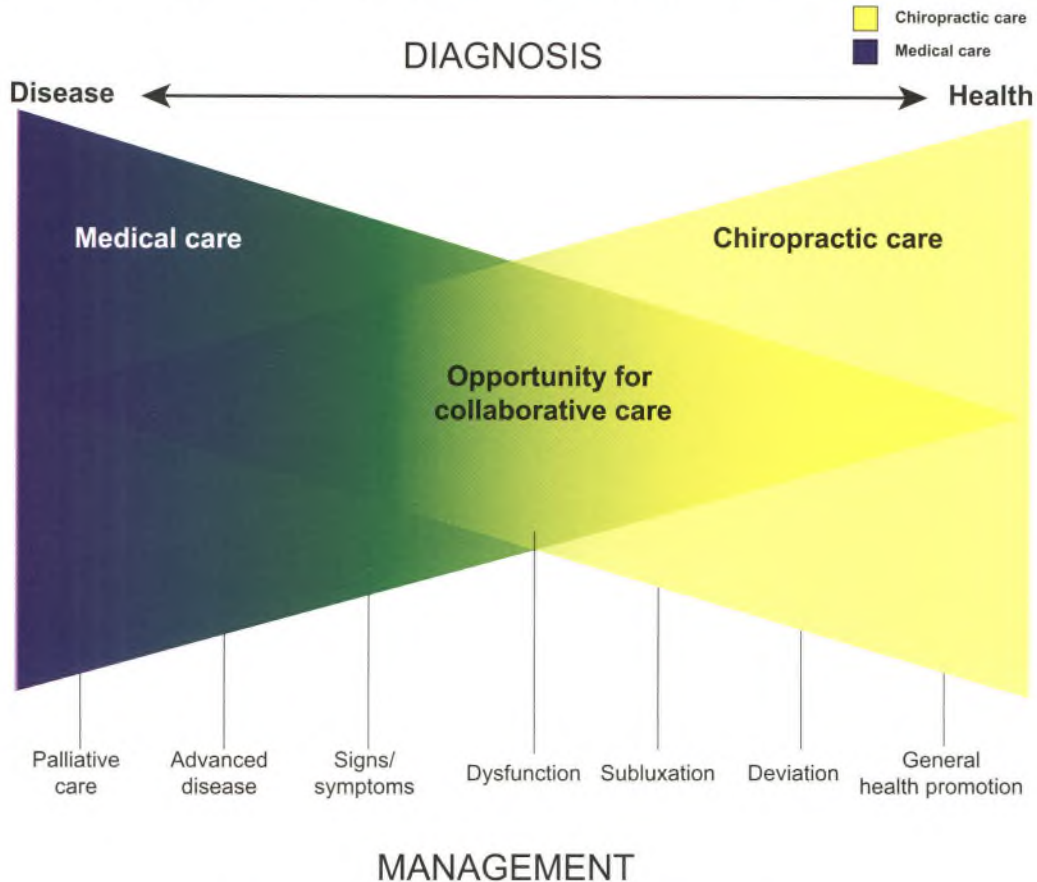 Chiropractic care
Medical care
DIAGNOSIS
Disease
Health
Medical care
Chiropractic care
Opportunity for
collaborative care
Palliative
care
Advanced
disease
Signs/
symptoms
Dysfunction
Subluxation
Deviation
General
health promotion
MANAGEMENT